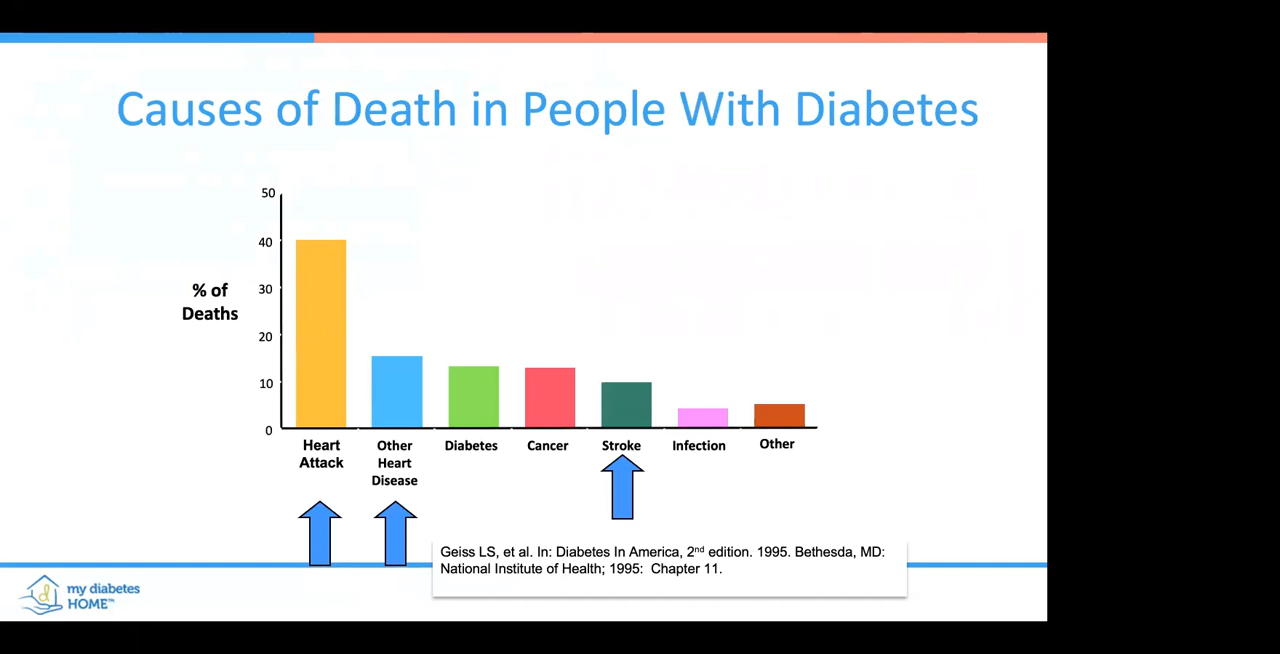 Causes of Death in People With Diabetes
50
40
30
20
10
0
% of
Deaths
Heart
Attack
Other
Heart
Disease
Diabetes
Cancer
Stroke
Infection
Other
Geiss LS, et al. In: Diabetes In America, 2nd edition. 1995. Bethesda, MD:
National Institute of Health; 1995: Chapter 11.
my diabetes
HOME™